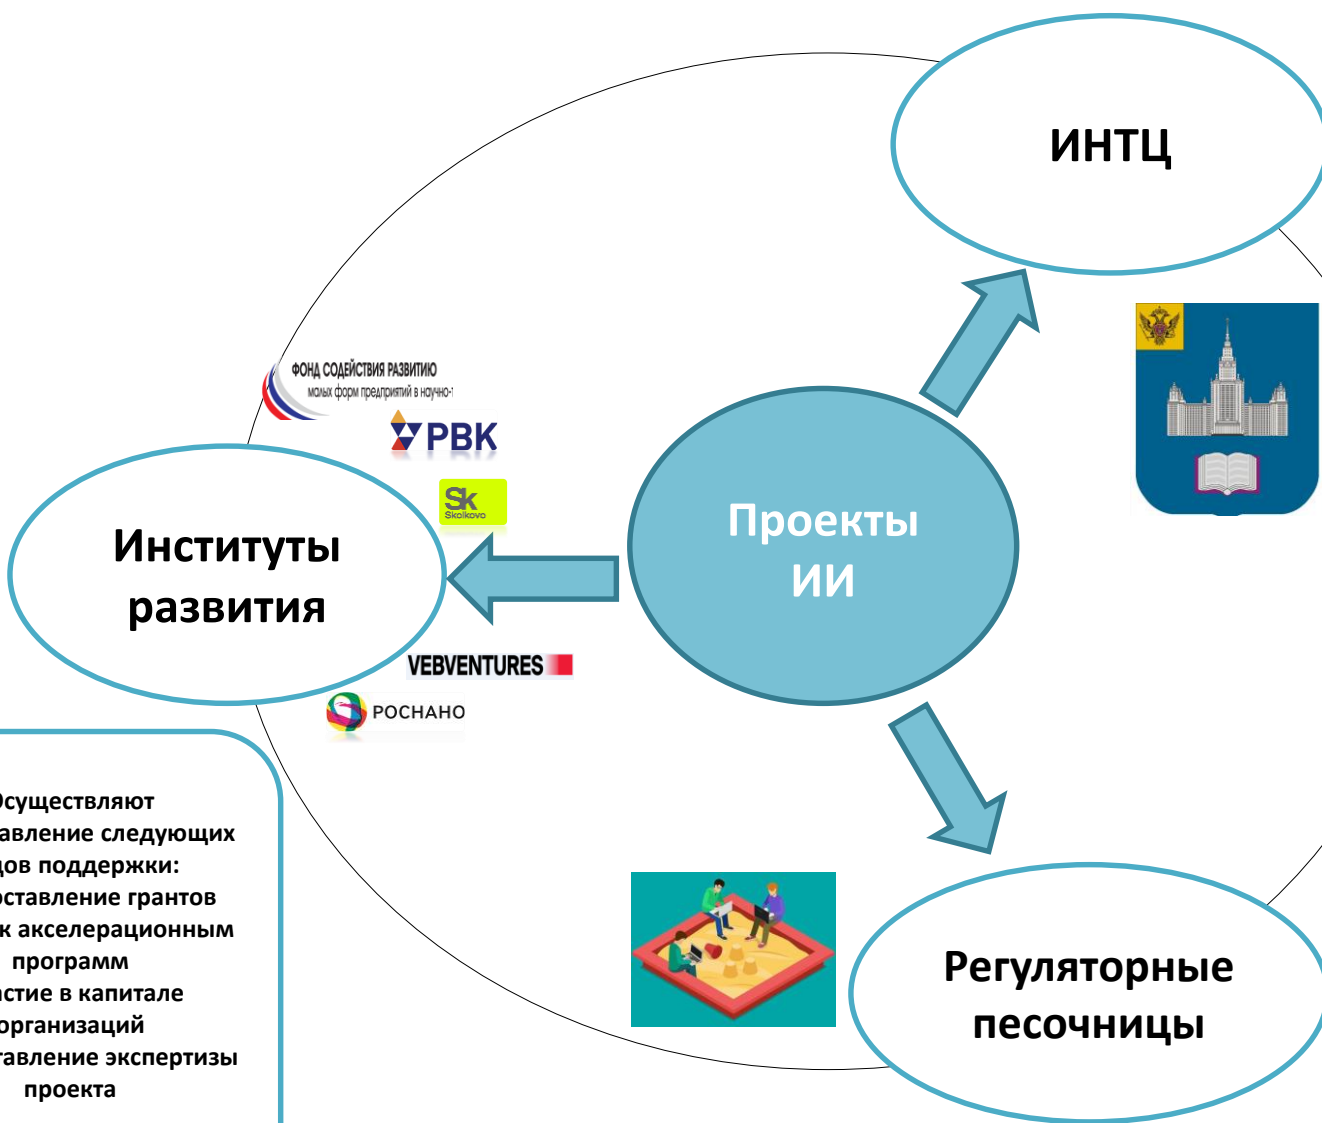 ИНТЦ
ФОНД СОДЕЙСТВИЯ РАЗВИТИЮ
малых форм предприятий в научно-
РВК
Sk
Skolkovo
Проекты
ИИ
Институты
развития
VEBVENTURES
РОСНАНО
Осуществляют
авление следующих
дов поддержки:
оставление грантов
к акселерационным
программ
астие в капитале
организаций
тавление экспертизы
проекта
Регуляторные
песочницы